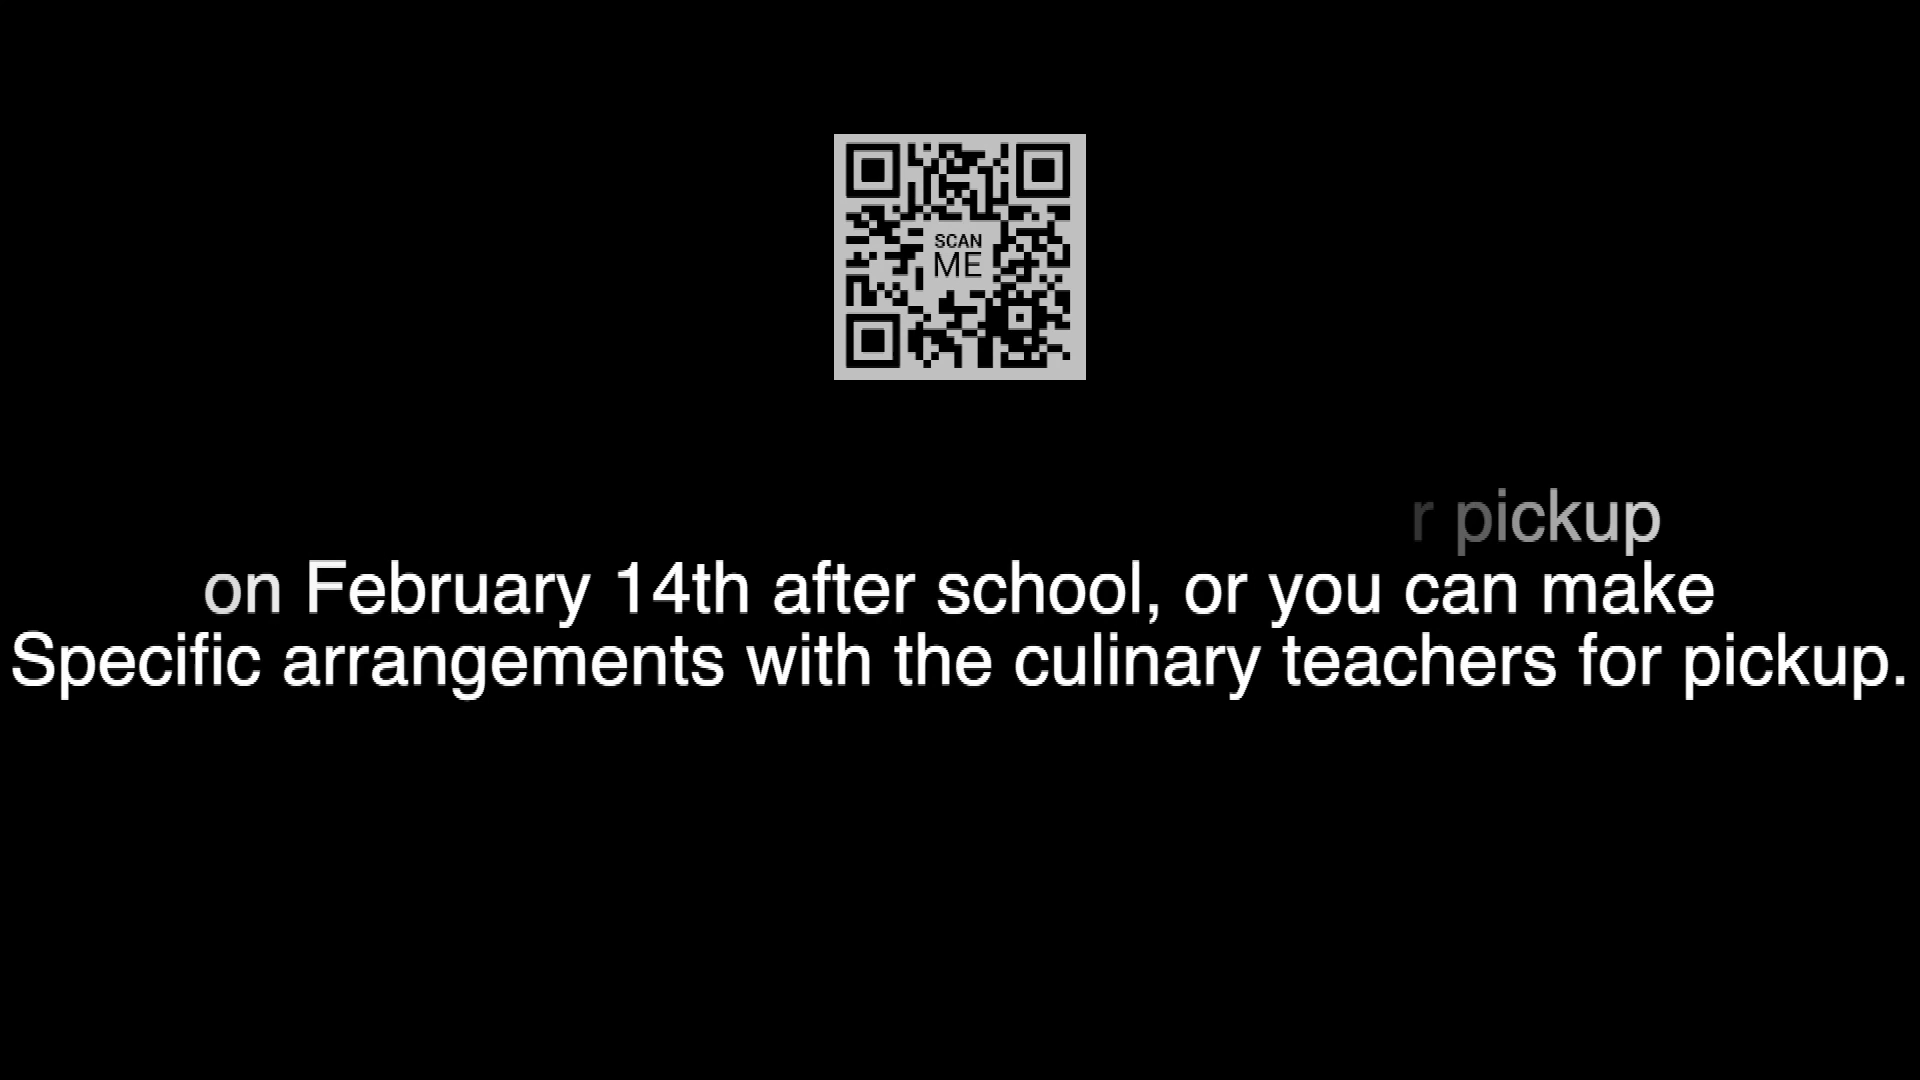 SCAN
ME
r pickup
on February 14th after school, or you can make
Specific arrangements with the culinary teachers for pickup.